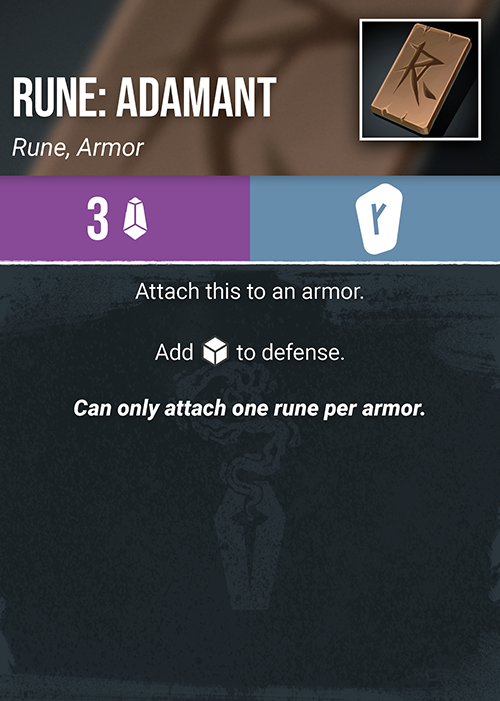 RUNE: ADAMANT
Rune, Armor
3
Attach this to an armor.
Add to defense.
Can only attach one rune per armor.